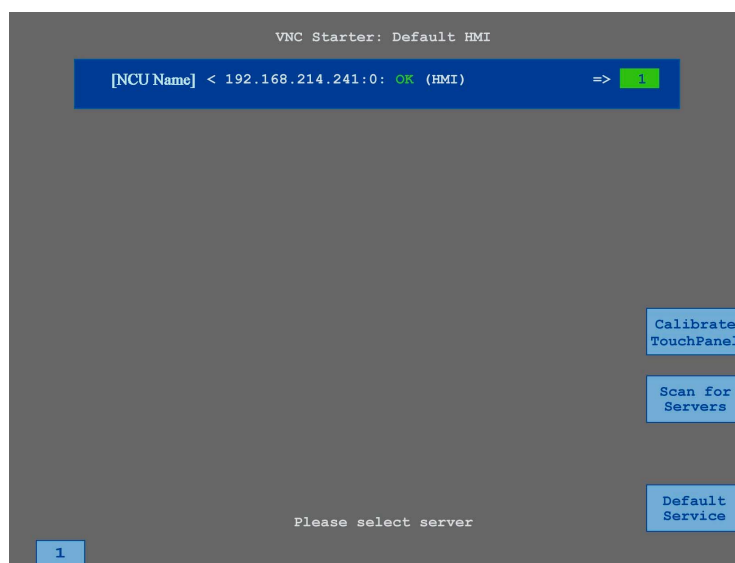 VNC Starter: Default HMI
[NCU Name] < 192.168.214.241:0: OK (HMI) => 1
Calibrate
TouchPanel
Scan for
Servers
Default
Service
Please select server
1